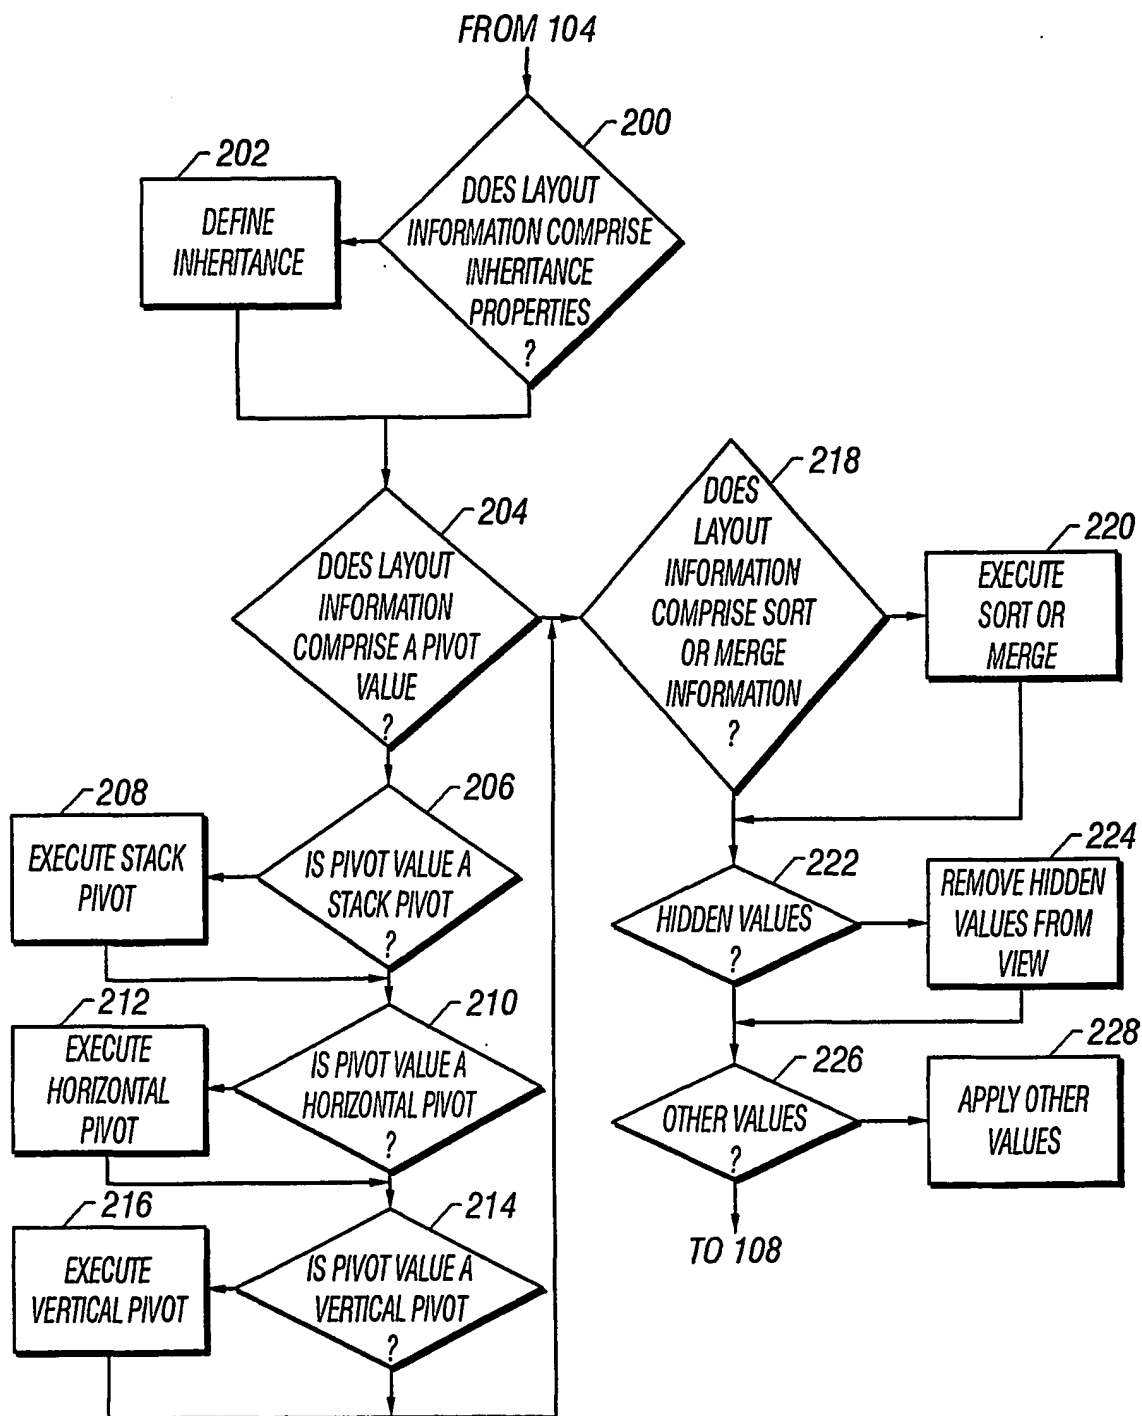 FROM 104
200
DOES LAYOUT
INFORMATION COMPRISE
INHERITANCE
PROPERTIES
?
202
DEFINE
INHERITANCE
204
DOES LAYOUT
INFORMATION
COMPRISE A PIVOT
VALUE
?
206
IS PIVOT VALUE A
STACK PIVOT
?
208
EXECUTE STACK
PIVOT
210
IS PIVOT VALUE A
HORIZONTAL PIVOT
?
212
EXECUTE
HORIZONTAL
PIVOT
214
IS PIVOT VALUE A
VERTICAL PIVOT
?
216
EXECUTE
VERTICAL PIVOT
218
DOES
LAYOUT
INFORMATION
COMPRISE SORT
OR MERGE
INFORMATION
?
220
EXECUTE
SORT OR
MERGE
222
HIDDEN VALUES
?
224
REMOVE HIDDEN
VALUES FROM
VIEW
226
OTHER VALUES
?
228
APPLY OTHER
VALUES
TO 108